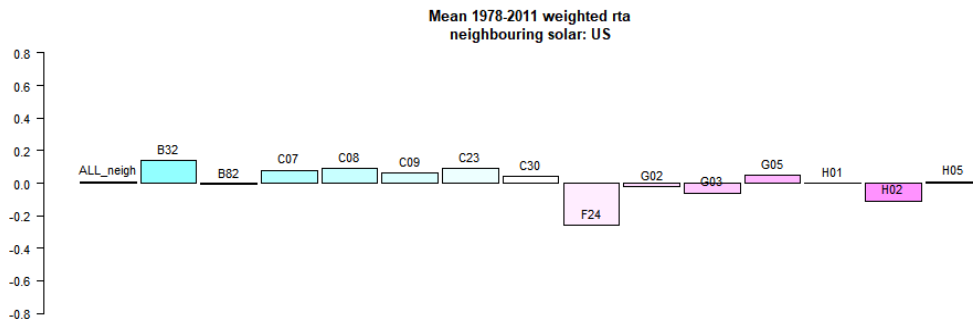 Mean 1978-2011 weighted rta
neighbouring solar: US
0.8
0.6
0.4
0.2
0.0
-0.2
-0.4
-0.6
-0.8
ALL_neigh
B32
B82
C07
C08
C09
C23
C30
F24
G02
G03
G05
H01
H02
H05